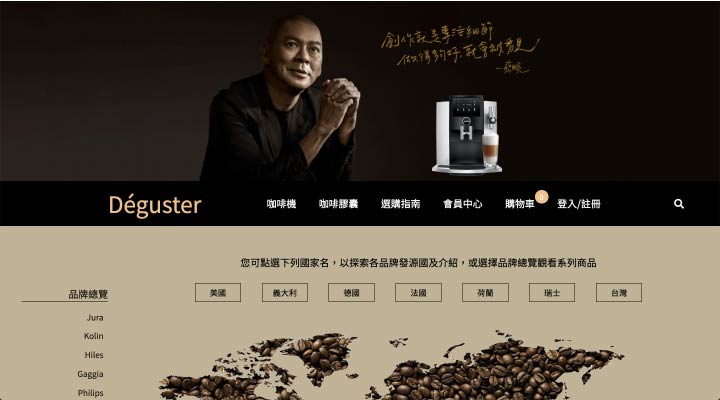 創作就是專注細節
做得夠好，就會被看見
Déguster
咖啡機
咖啡膠囊
選購指南
會員中心
購物車
0
登入/註冊
您可點選下列國家名，以探索各品牌發源國及介紹，或選擇品牌總覽觀看系列商品
美國
義大利
德國
法國
荷蘭
瑞士
台灣
品牌總覽
Jura
Kolin
Hiles
Gaggia
Philips